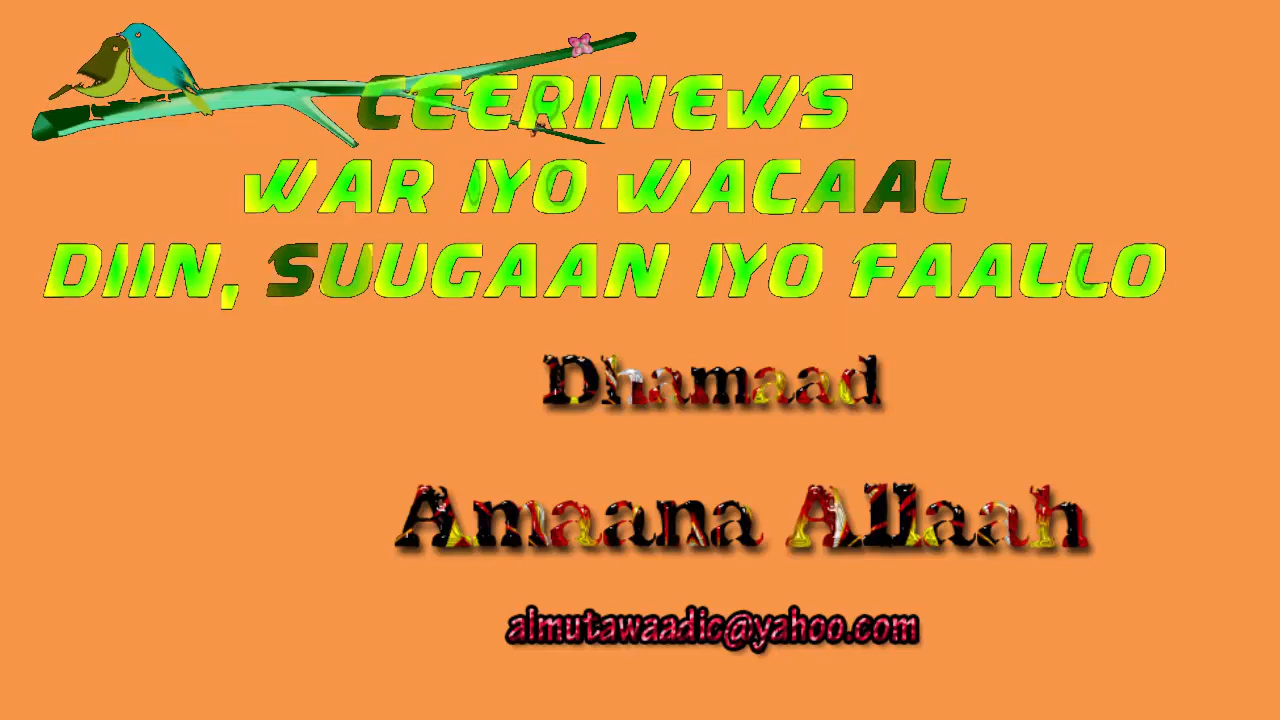 CEERINEWS
WAR IYO WACAAL
DIIN, SUUGAAN IYO FAALLO
Dhamaad
Amaana Allaah
almutawaadic@yahoo.com